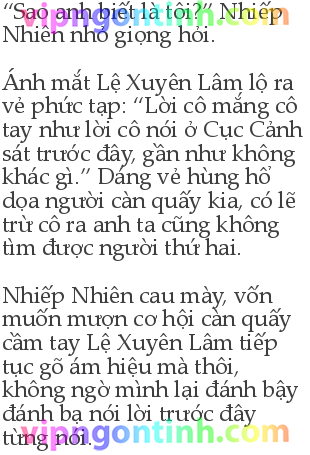 “Sao anh biết là tôi?” Nhiếp
Nhiên nhỏ giọng hỏi.
Ánh mắt Lệ Xuyên Lâm lộ ra
vẻ phức tạp: “Lời cô mắng cô
tay như lời cô nói ở Cục Cảnh
sát trước đây, gần như không
khác gì.” Dáng vẻ hùng hổ
dọa người càn quấy kia, có lẽ
trừ cô ra anh ta cũng không
tìm được người thứ hai.
Nhiếp Nhiên cau mày, vốn
muốn mượn cơ hội càn quấy
cầm tay Lệ Xuyên Lâm tiếp
tục gõ ám hiệu mà thôi,
không ngờ mình lại đánh bậy
đánh bạ nói lời trước đây
từng nói.
vipngontinh.com
vipngontinh.com